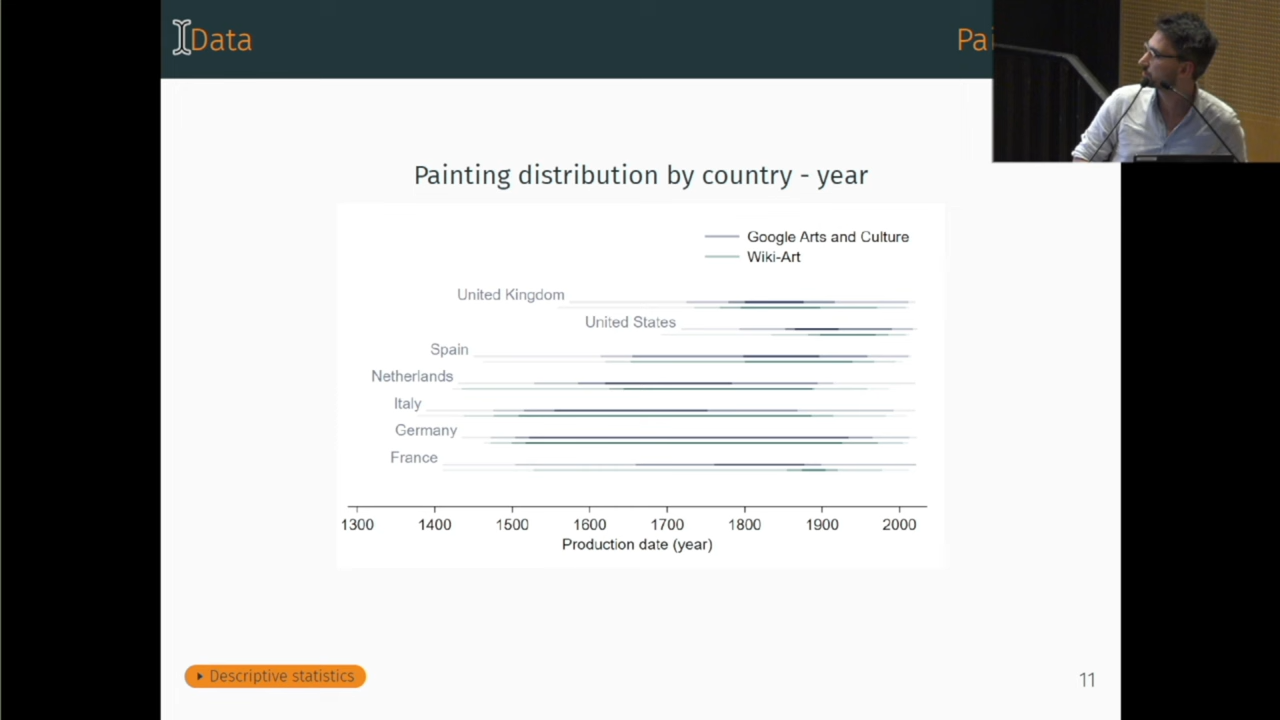 Data
Pai
Painting distribution by country - year
Google Arts and Culture
Wiki-Art
United Kingdom
United States
Spain
Netherlands
Italy
Germany
France
1300 1400 1500 1600 1700 1800 1900 2000
Production date (year)
Descriptive statistics
11